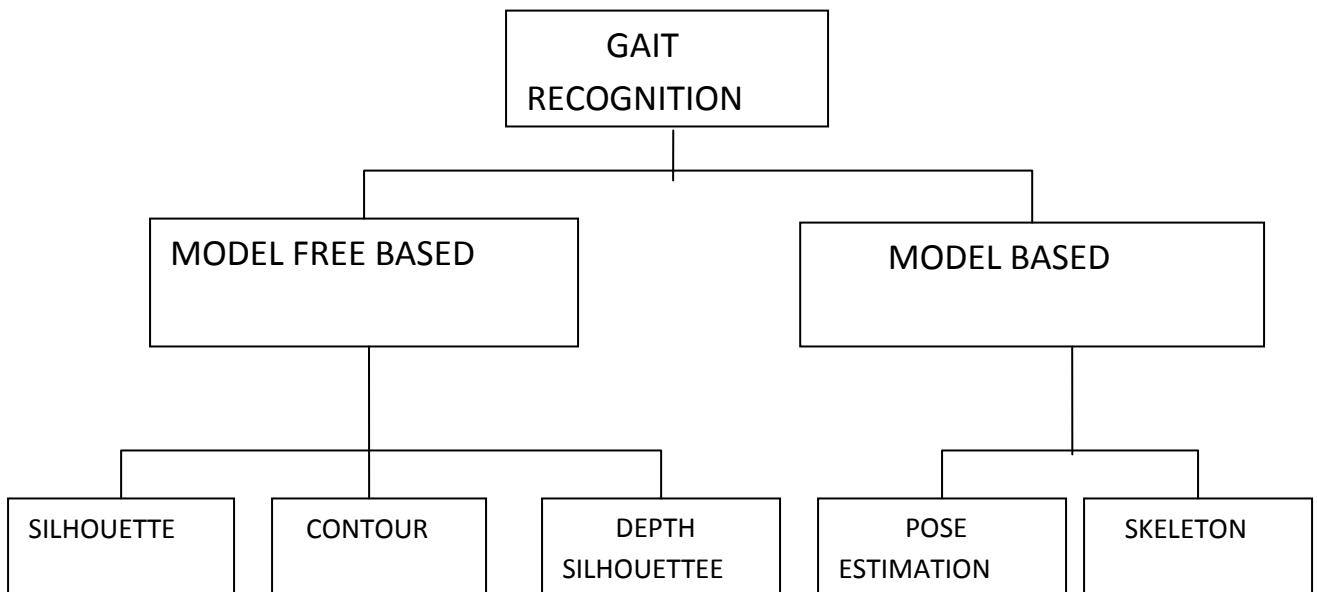 GAIT
RECOGNITION
MODEL FREE BASED
MODEL BASED
SILHOUETTE
CONTOUR
DEPTH
SILHOUETTEE
POSE
ESTIMATION
SKELETON